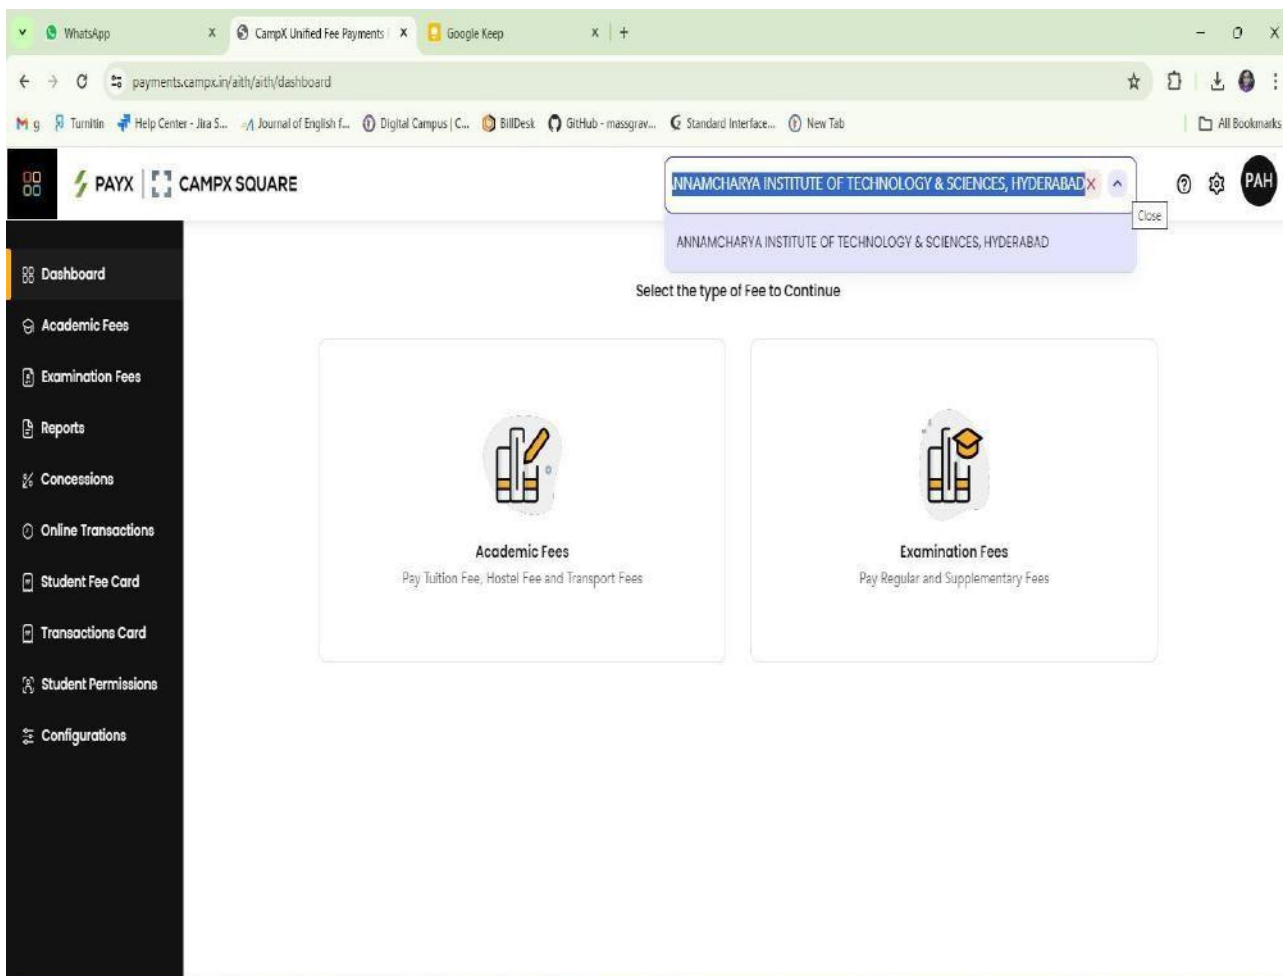 WhatsApp
CampX Unified Fee Payments
Google Keep
payments.campx.in/aith/aith/dashboard
g
Turnitin
Help Center - Jira S...
Journal of English f...
Digital Campus | C...
BillDesk
GitHub - massgrav...
Standard Interface...
New Tab
All Bookmarks
PAYX
CAMPX SQUARE
NNAMCHARYA INSTITUTE OF TECHNOLOGY & SCIENCES, HYDERABAD
PAH
Close
ANNAMCHARYA INSTITUTE OF TECHNOLOGY & SCIENCES, HYDERABAD
Dashboard
Academic Fees
Examination Fees
Reports
Concessions
Online Transactions
Student Fee Card
Transactions Card
Student Permissions
Configurations
Select the type of Fee to Continue
Academic Fees
Pay Tuition Fee, Hostel Fee and Transport Fees
Examination Fees
Pay Regular and Supplementary Fees